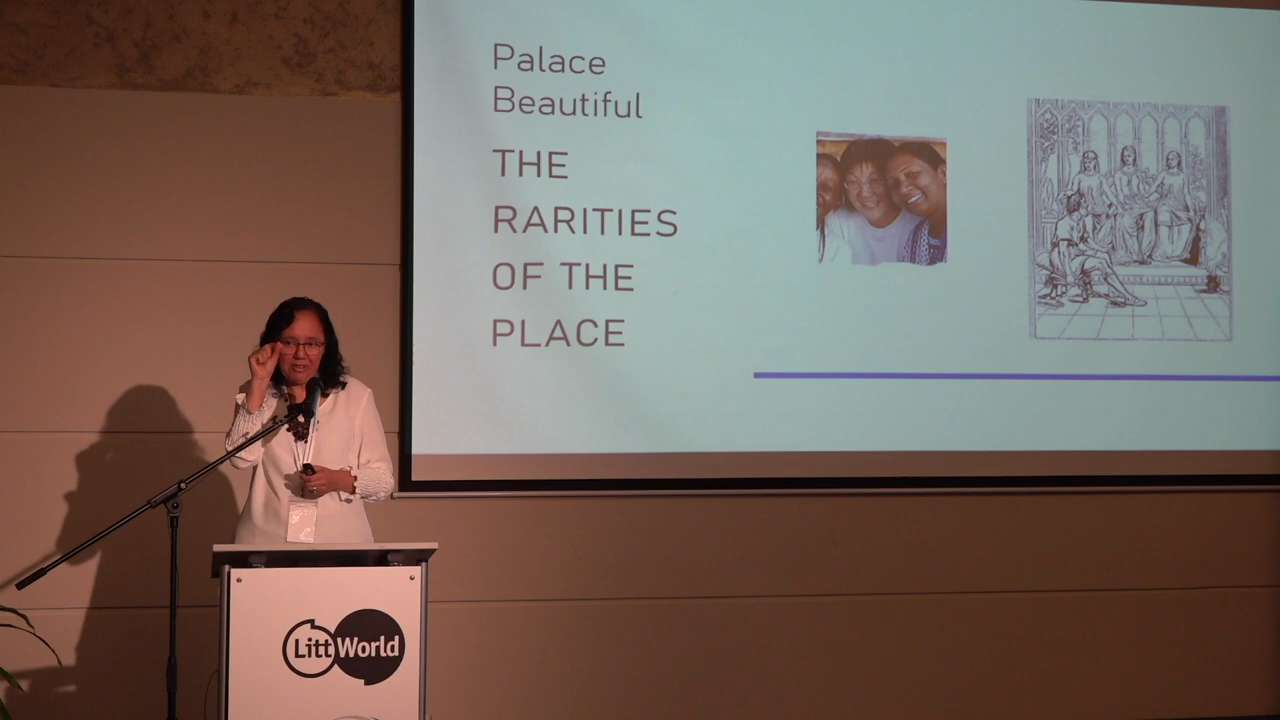 Palace
Beautiful
THE
RARITIES
OF THE
PLACE
LittWorld